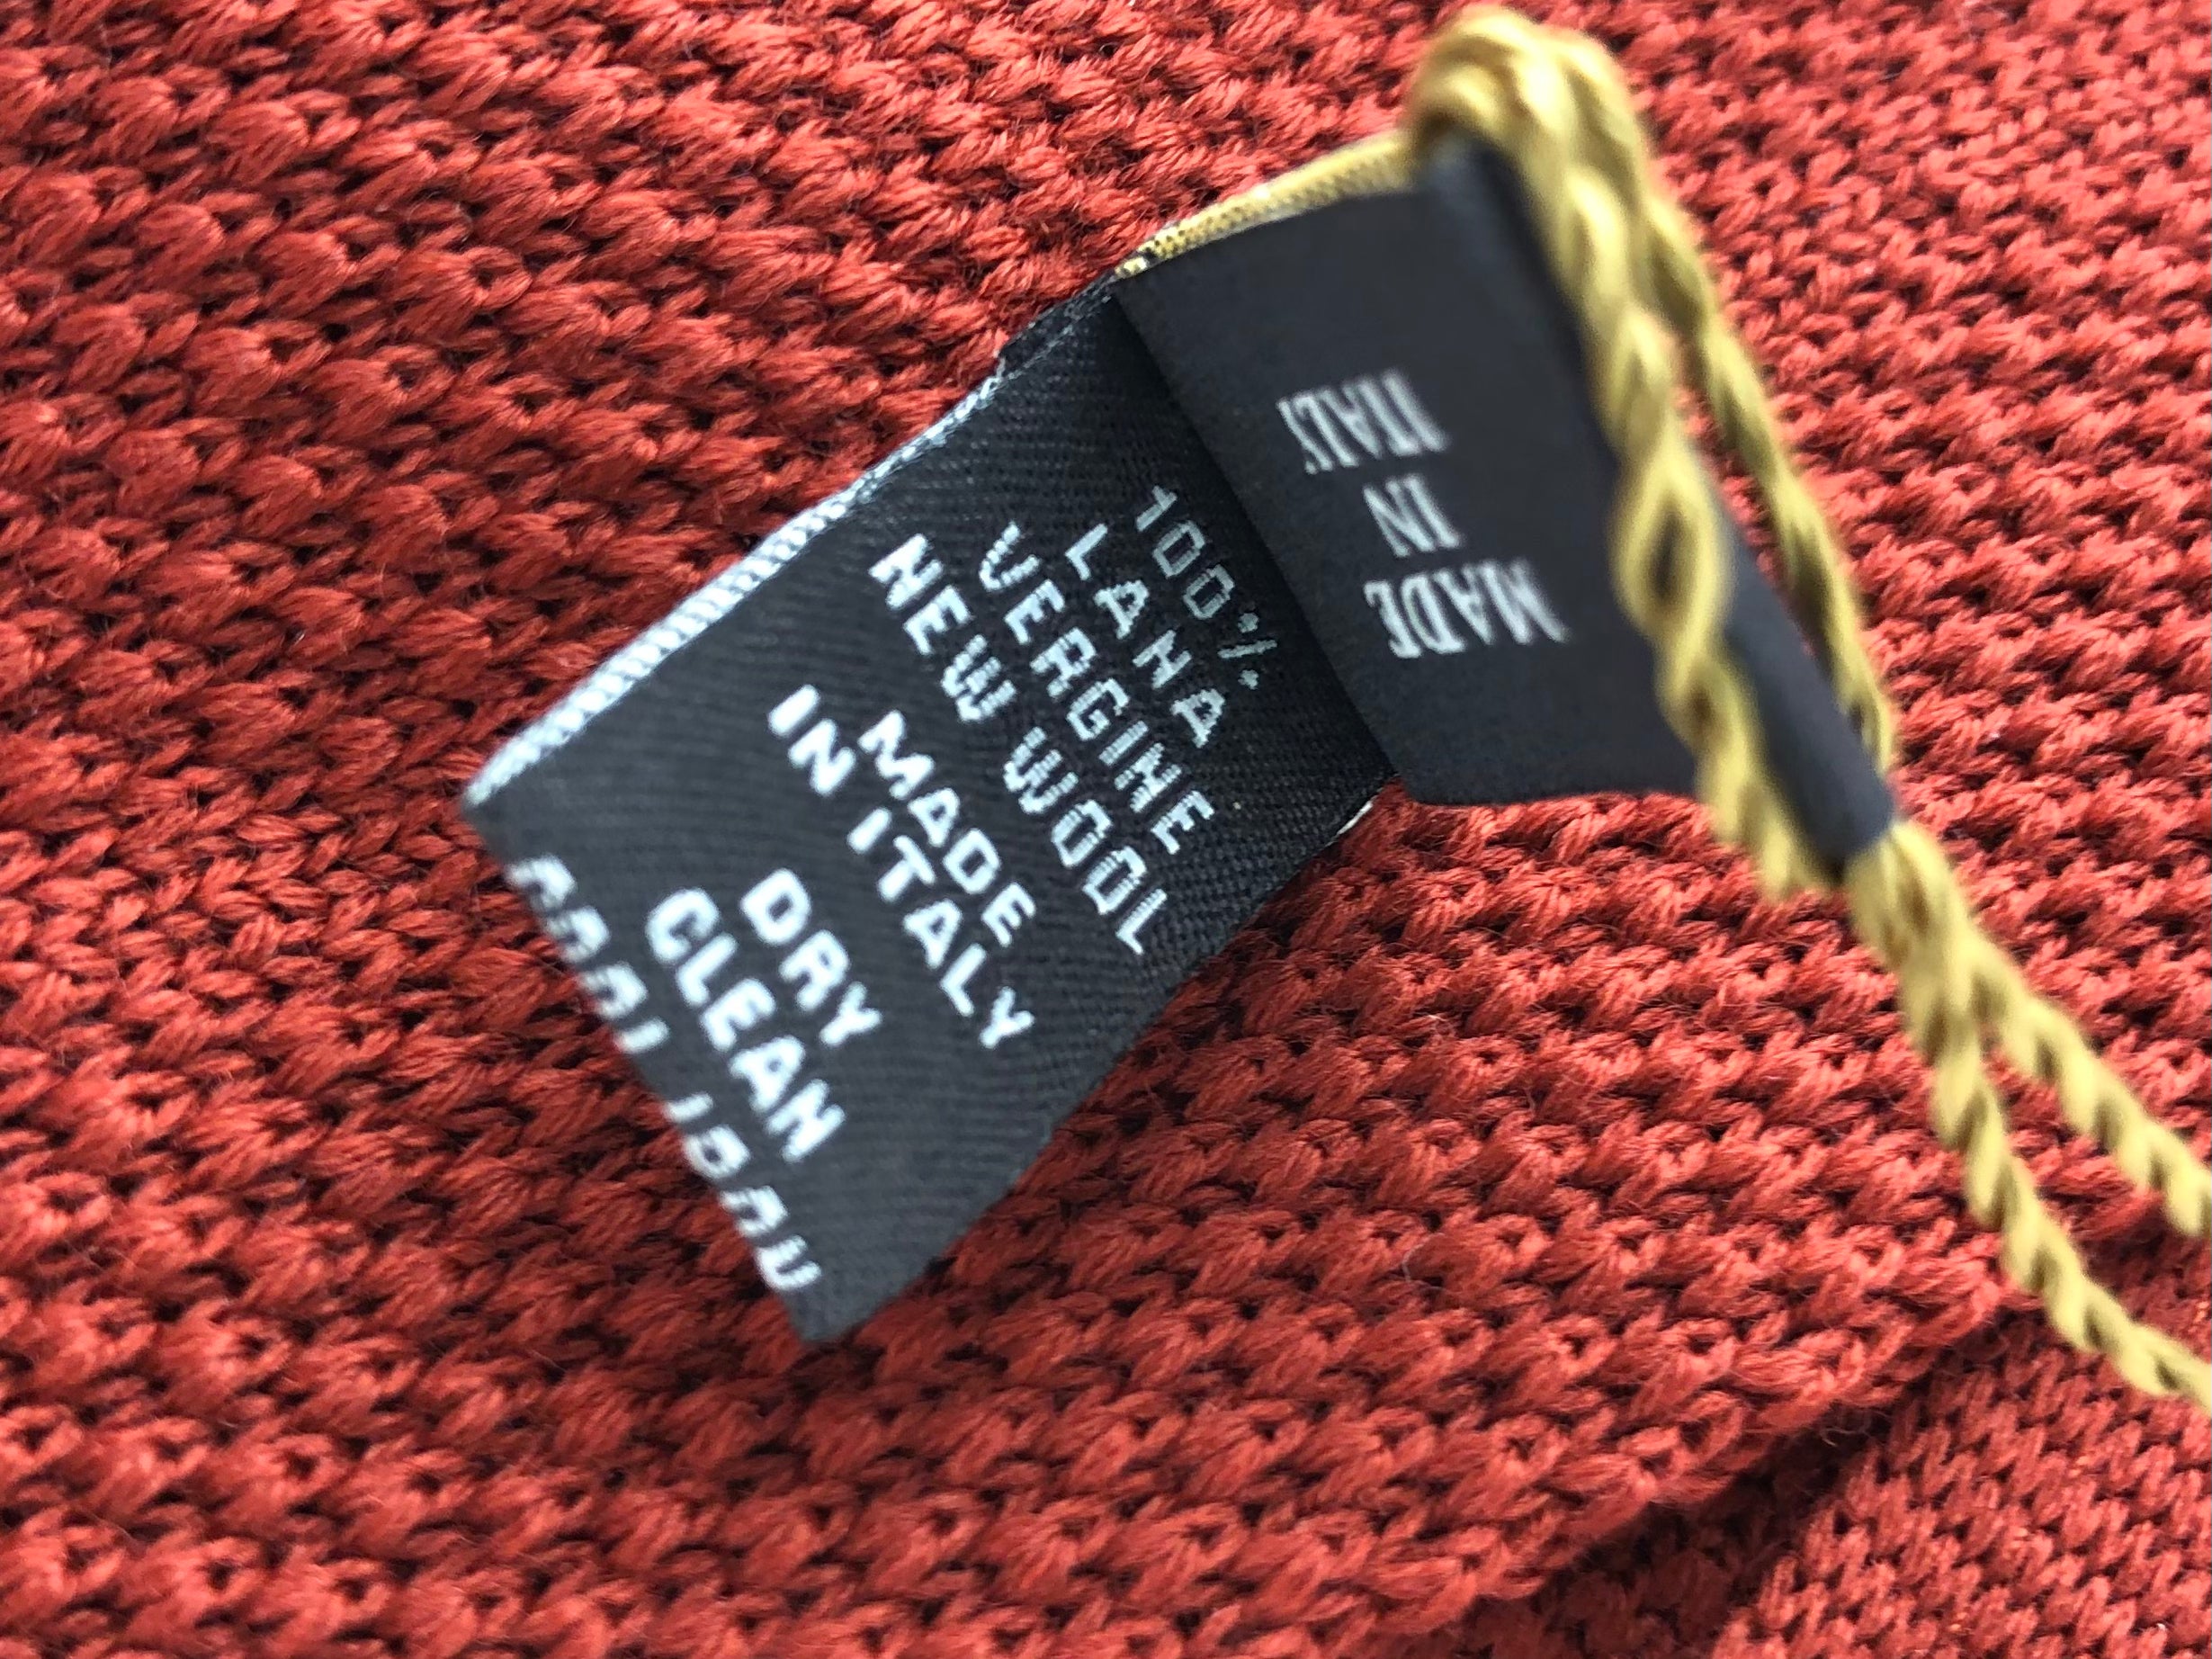 100%
LANA
VERGINE
NEW WOOL
MADE
IN ITALY
DRY
CLEAN
MADE
IN
ITALY